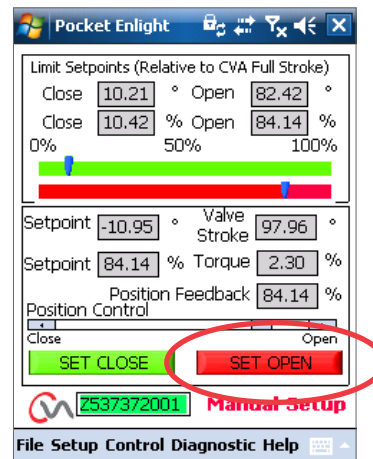 Pocket Enlight
Limit Setpoints (Relative to CVA Full Stroke)
Close 10.21 ° Open 82.42 °
Close 10.42 % Open 84.14 %
0% 50% 100%
Setpoint -10.95 ° Valve Stroke 97.96 °
Setpoint 84.14 % Torque 2.30 %
Position Feedback 84.14 %
Position Control
Close Open
SET CLOSE SET OPEN
Z537372001 Manual Setup
File Setup Control Diagnostic Help